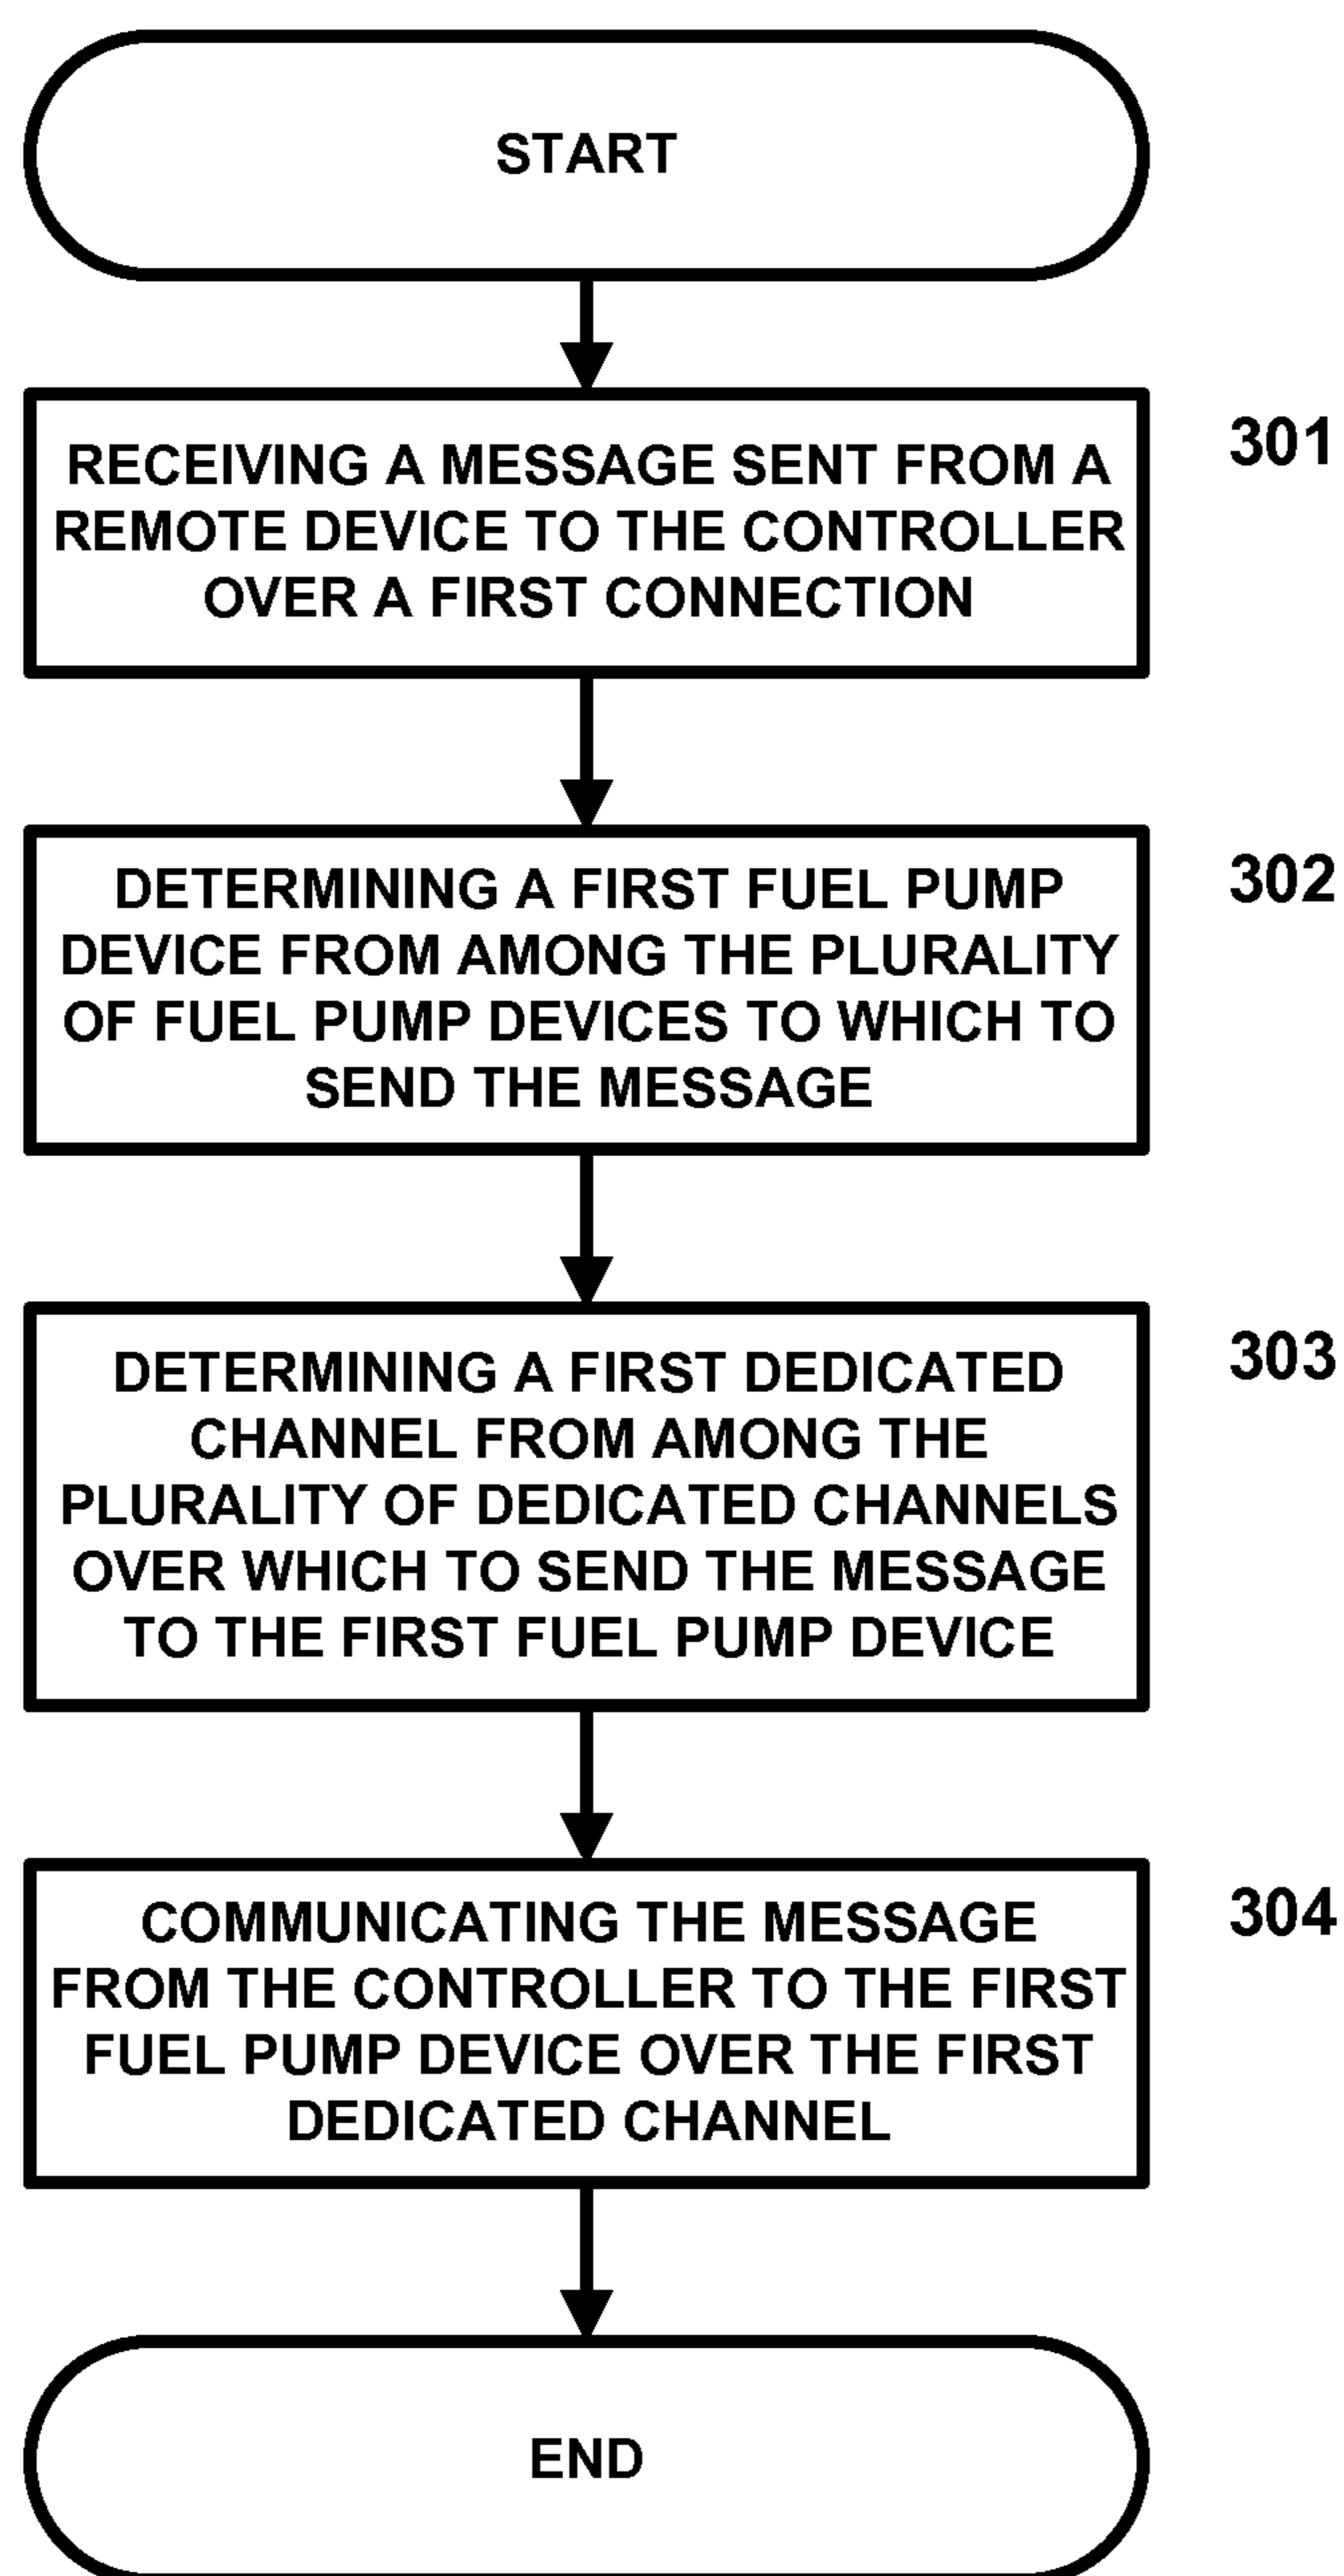 START
RECEIVING A MESSAGE SENT FROM A
REMOTE DEVICE TO THE CONTROLLER
OVER A FIRST CONNECTION
301
DETERMINING A FIRST FUEL PUMP
DEVICE FROM AMONG THE PLURALITY
OF FUEL PUMP DEVICES TO WHICH TO
SEND THE MESSAGE
302
DETERMINING A FIRST DEDICATED
CHANNEL FROM AMONG THE
PLURALITY OF DEDICATED CHANNELS
OVER WHICH TO SEND THE MESSAGE
TO THE FIRST FUEL PUMP DEVICE
303
COMMUNICATING THE MESSAGE
FROM THE CONTROLLER TO THE FIRST
FUEL PUMP DEVICE OVER THE FIRST
DEDICATED CHANNEL
304
END